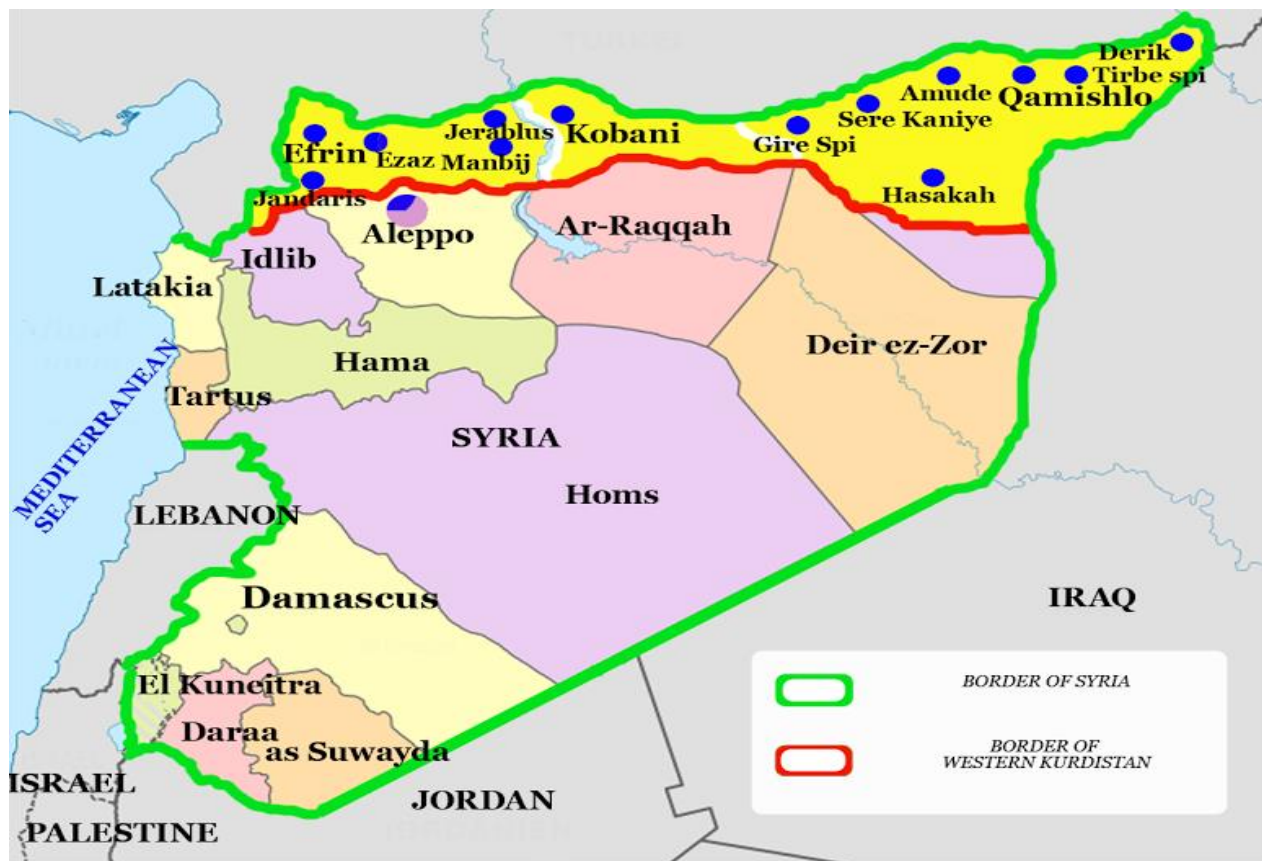 Derik
Tirbe spi
Amude
Qamishlo
Sere Kaniye
Jerablus
Kobani
Gire Spi
Efrin
Ezaz
Manbij
Hasakah
Jandaris
Aleppo
Ar-Raqqah
Idlib
Latakia
Deir ez-Zor
Hama
Tartus
MEDITERRANEAN
SEA
SYRIA
Homs
LEBANON
Damascus
IRAQ
El Kuneitra
Daraa
as Suwayda
ISRAEL
JORDAN
PALESTINE
BORDER OF SYRIA
BORDER OF
WESTERN KURDISTAN